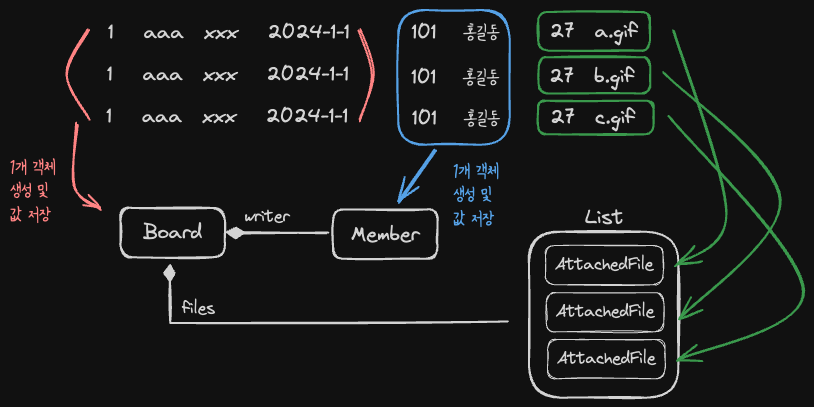 1 aaa xxx 2024-1-1 101 홍길동 27 a.gif
1 aaa xxx 2024-1-1 101 홍길동 27 b.gif
1 aaa xxx 2024-1-1 101 홍길동 27 c.gif
1개 객체
생성 및
값 저장
1개 객체
생성 및
값 저장
List
Board
writer
Member
AttachedFile
files
AttachedFile
AttachedFile